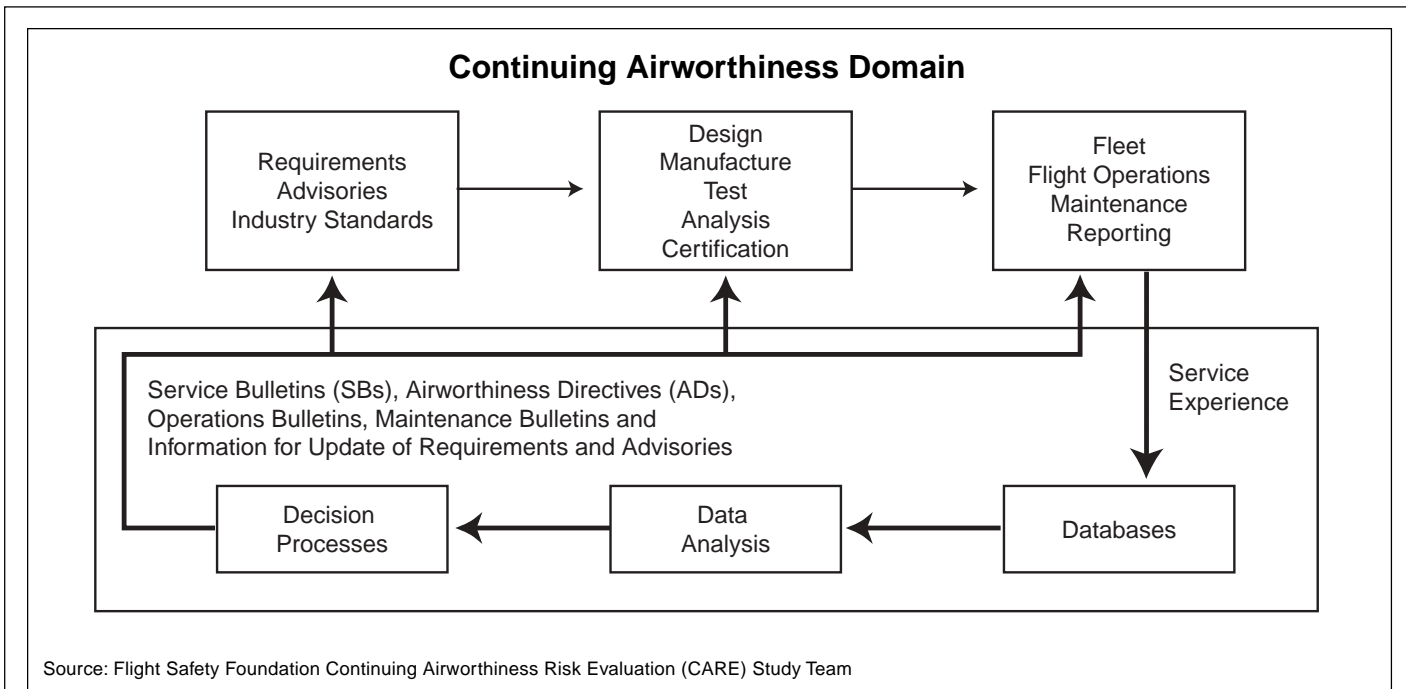 Continuing Airworthiness Domain
Requirements
Advisories
Industry Standards
Design
Manufacture
Test
Analysis
Certification
Fleet
Flight Operations
Maintenance
Reporting
Service Bulletins (SBs), Airworthiness Directives (ADs),
Operations Bulletins, Maintenance Bulletins and
Information for Update of Requirements and Advisories
Service
Experience
Decision
Processes
Data
Analysis
Databases
Source: Flight Safety Foundation Continuing Airworthiness Risk Evaluation (CARE) Study Team